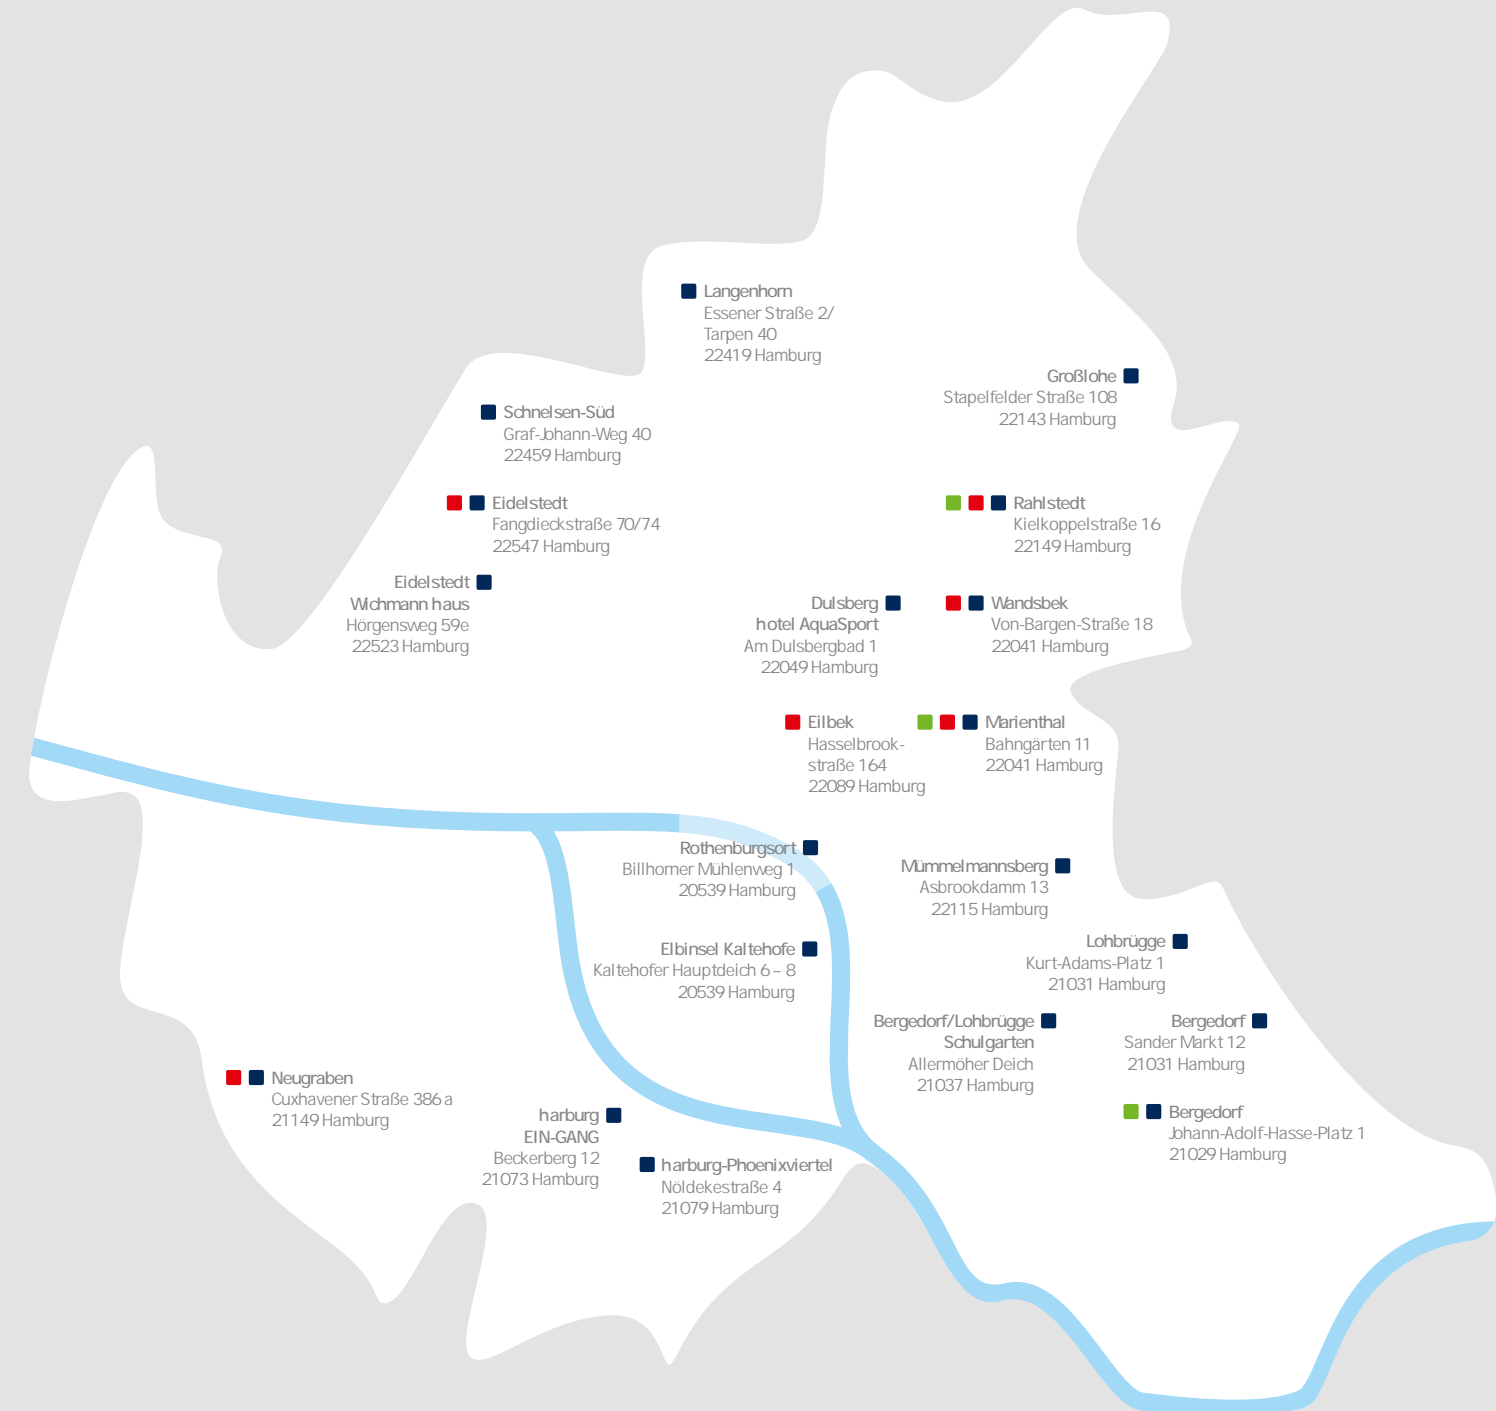 Langenhorn
Essener Straße 2/
Tarpen 40
22419 Hamburg
Großlohe
Stapelfelder Straße 108
22143 Hamburg
Schnelsen-Süd
Graf-Johann-Weg 40
22459 Hamburg
Eidelstedt
Fangdieckstraße 70/74
22547 Hamburg
Rahlstedt
Kielkoppelstraße 16
22149 Hamburg
Eidelstedt
Wichmannhaus
Hörgensweg 59e
22523 Hamburg
Dulsberg
hotel AquaSport
Am Dulsbergbad 1
22049 Hamburg
Wandsbek
Von-Bargen-Straße 18
22041 Hamburg
Eilbek
Hasselbrook-
straße 164
22089 Hamburg
Marienthal
Bahngärten 11
22041 Hamburg
Rothenburgsort
Billhorner Mühlenweg 1
20539 Hamburg
Mümmelmannsberg
Asbrookdamm 13
22115 Hamburg
Elbinsel Kaltehofe
Kaltehofer Hauptdeich 6 – 8
20539 Hamburg
Lohbrügge
Kurt-Adams-Platz 1
21031 Hamburg
Bergedorf/Lohbrügge
Schulgarten
Allermöher Deich
21037 Hamburg
Bergedorf
Sander Markt 12
21031 Hamburg
Neugraben
Cuxhavener Straße 386 a
21149 Hamburg
harburg
EIN-GANG
Beckerberg 12
21073 Hamburg
Bergedorf
Johann-Adolf-Hasse-Platz 1
21029 Hamburg
harburg-Phoenixviertel
Nöldekestraße 4
21079 Hamburg